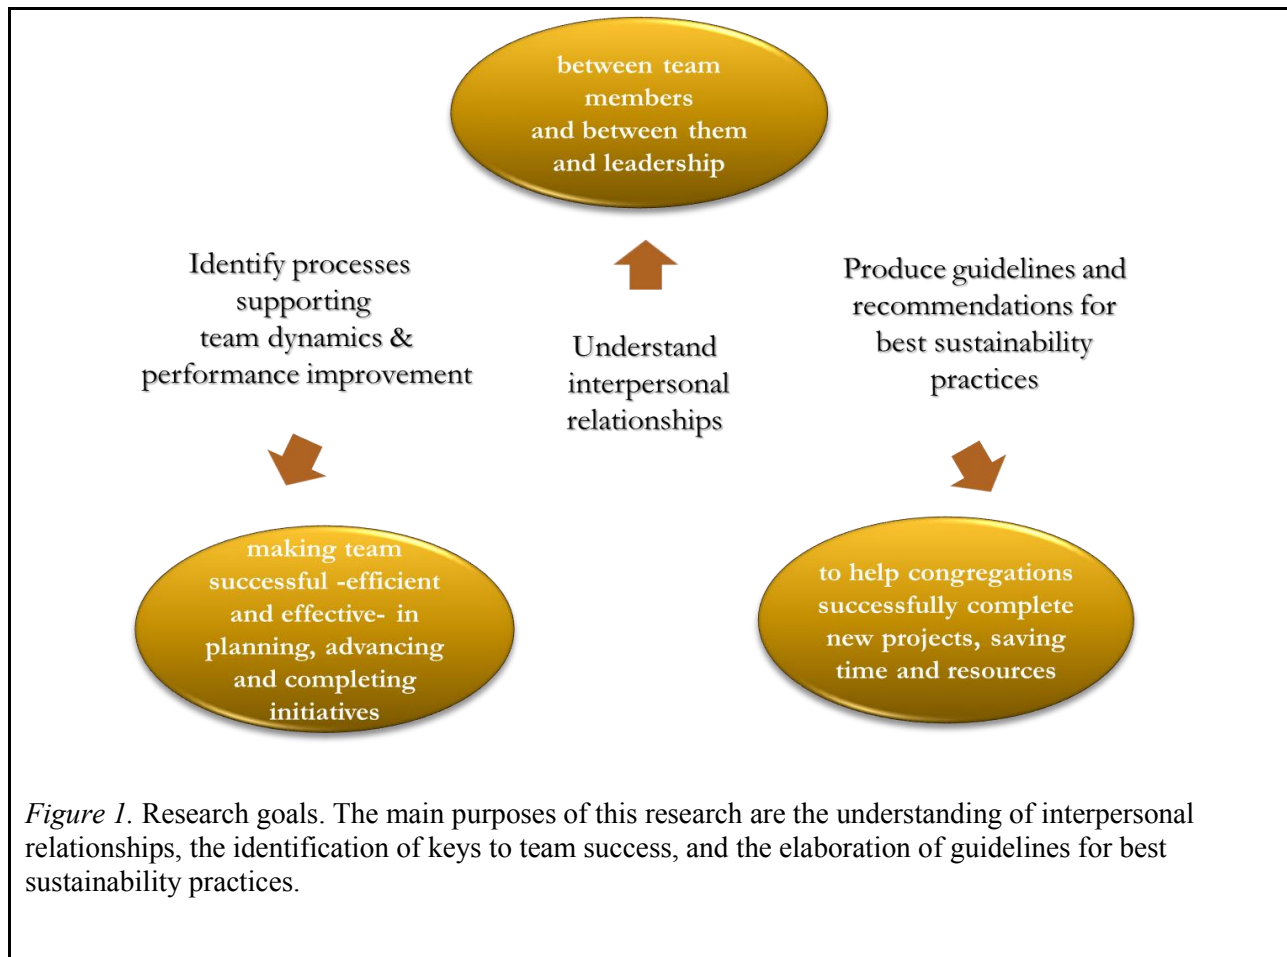 between team
members
and between them
and leadership
Identify processes
supporting
team dynamics &
performance improvement
Understand
interpersonal
relationships
Produce guidelines and
recommendations for
best sustainability
practices
making team
successful -efficient
and effective- in
planning, advancing
and completing
initiatives
to help congregations
successfully complete
new projects, saving
time and resources
Figure 1. Research goals. The main purposes of this research are the understanding of interpersonal
relationships, the identification of keys to team success, and the elaboration of guidelines for best
sustainability practices.